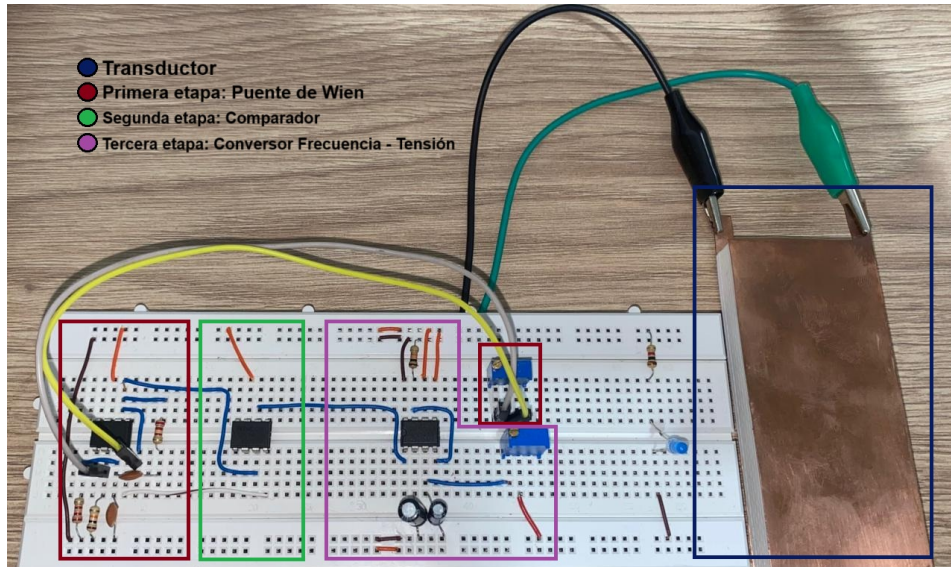 Transductor
Primera etapa: Puente de Wien
Segunda etapa: Comparador
Tercera etapa: Conversor Frecuencia - Tensión